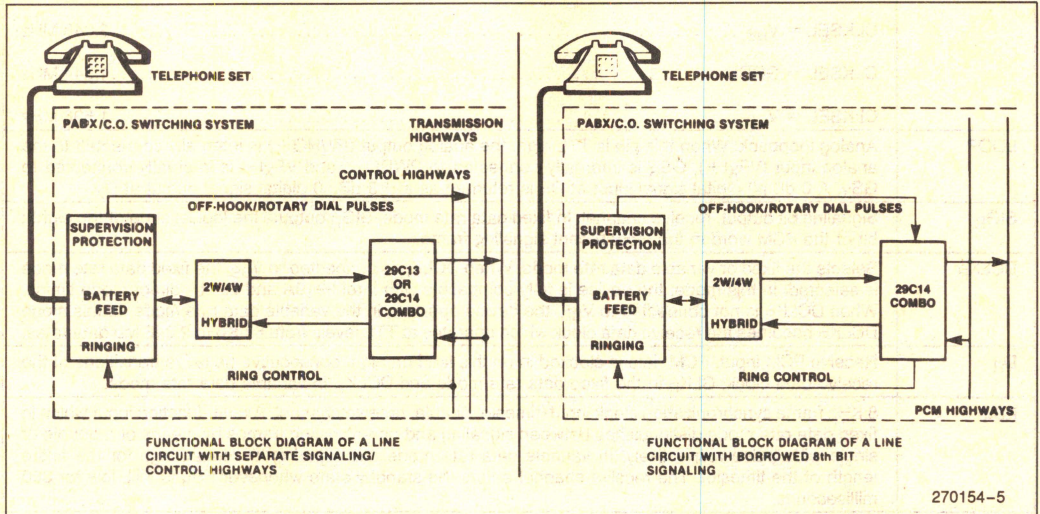 TELEPHONE SET
PABX/C.O. SWITCHING SYSTEM
TRANSMISSION
HIGHWAYS
CONTROL HIGHWAYS
OFF-HOOK/ROTARY DIAL PULSES
SUPERVISION
PROTECTION
BATTERY
FEED
RINGING
2W/4W
HYBRID
29C13
OR
29C14
COMBO
RING CONTROL
FUNCTIONAL BLOCK DIAGRAM OF A LINE
CIRCUIT WITH SEPARATE SIGNALING/
CONTROL HIGHWAYS
TELEPHONE SET
PABX/C.O. SWITCHING SYSTEM
OFF-HOOK/ROTARY DIAL PULSES
SUPERVISION
PROTECTION
BATTERY
FEED
RINGING
2W/4W
HYBRID
29C14
COMBO
RING CONTROL
PCM HIGHWAYS
FUNCTIONAL BLOCK DIAGRAM OF A LINE
CIRCUIT WITH BORROWED 8th BIT
SIGNALING
270154-5